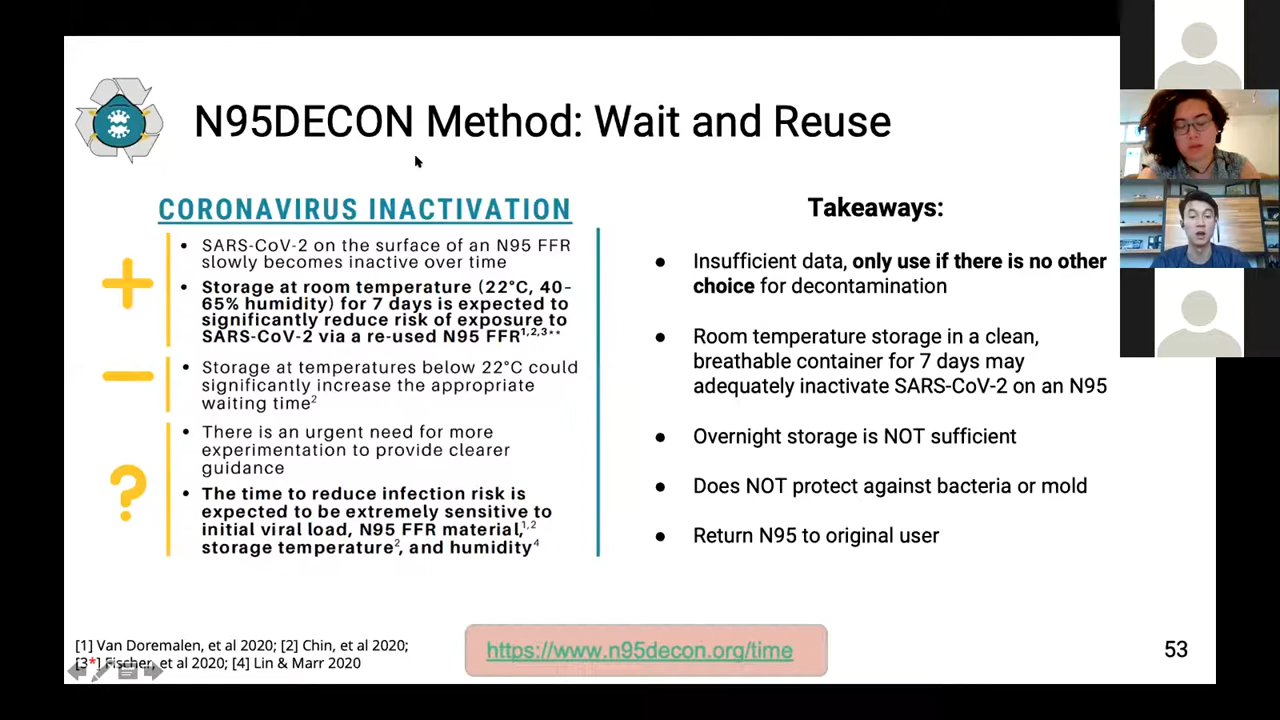 N95DECON Method: Wait and Reuse
CORONAVIRUS INACTIVATION
• SARS-CoV-2 on the surface of an N95 FFR
slowly becomes inactive over time
• Storage at room temperature (22°C, 40-
65% humidity) for 7 days is expected to
significantly reduce risk of exposure to
SARS-CoV-2 via a re-used N95 FFR¹,²,³**
• Storage at temperatures below 22°C could
significantly increase the appropriate
waiting time²
• There is an urgent need for more
experimentation to provide clearer
guidance
• The time to reduce infection risk is
expected to be extremely sensitive to
initial viral load, N95 FFR material,¹,²
storage temperature², and humidity⁴
Takeaways:
● Insufficient data, only use if there is no other
choice for decontamination
● Room temperature storage in a clean,
breathable container for 7 days may
adequately inactivate SARS-CoV-2 on an N95
● Overnight storage is NOT sufficient
● Does NOT protect against bacteria or mold
● Return N95 to original user
[1] Van Doremalen, et al 2020; [2] Chin, et al 2020;
[3*] Fischer, et al 2020; [4] Lin & Marr 2020
https://www.n95decon.org/time
53